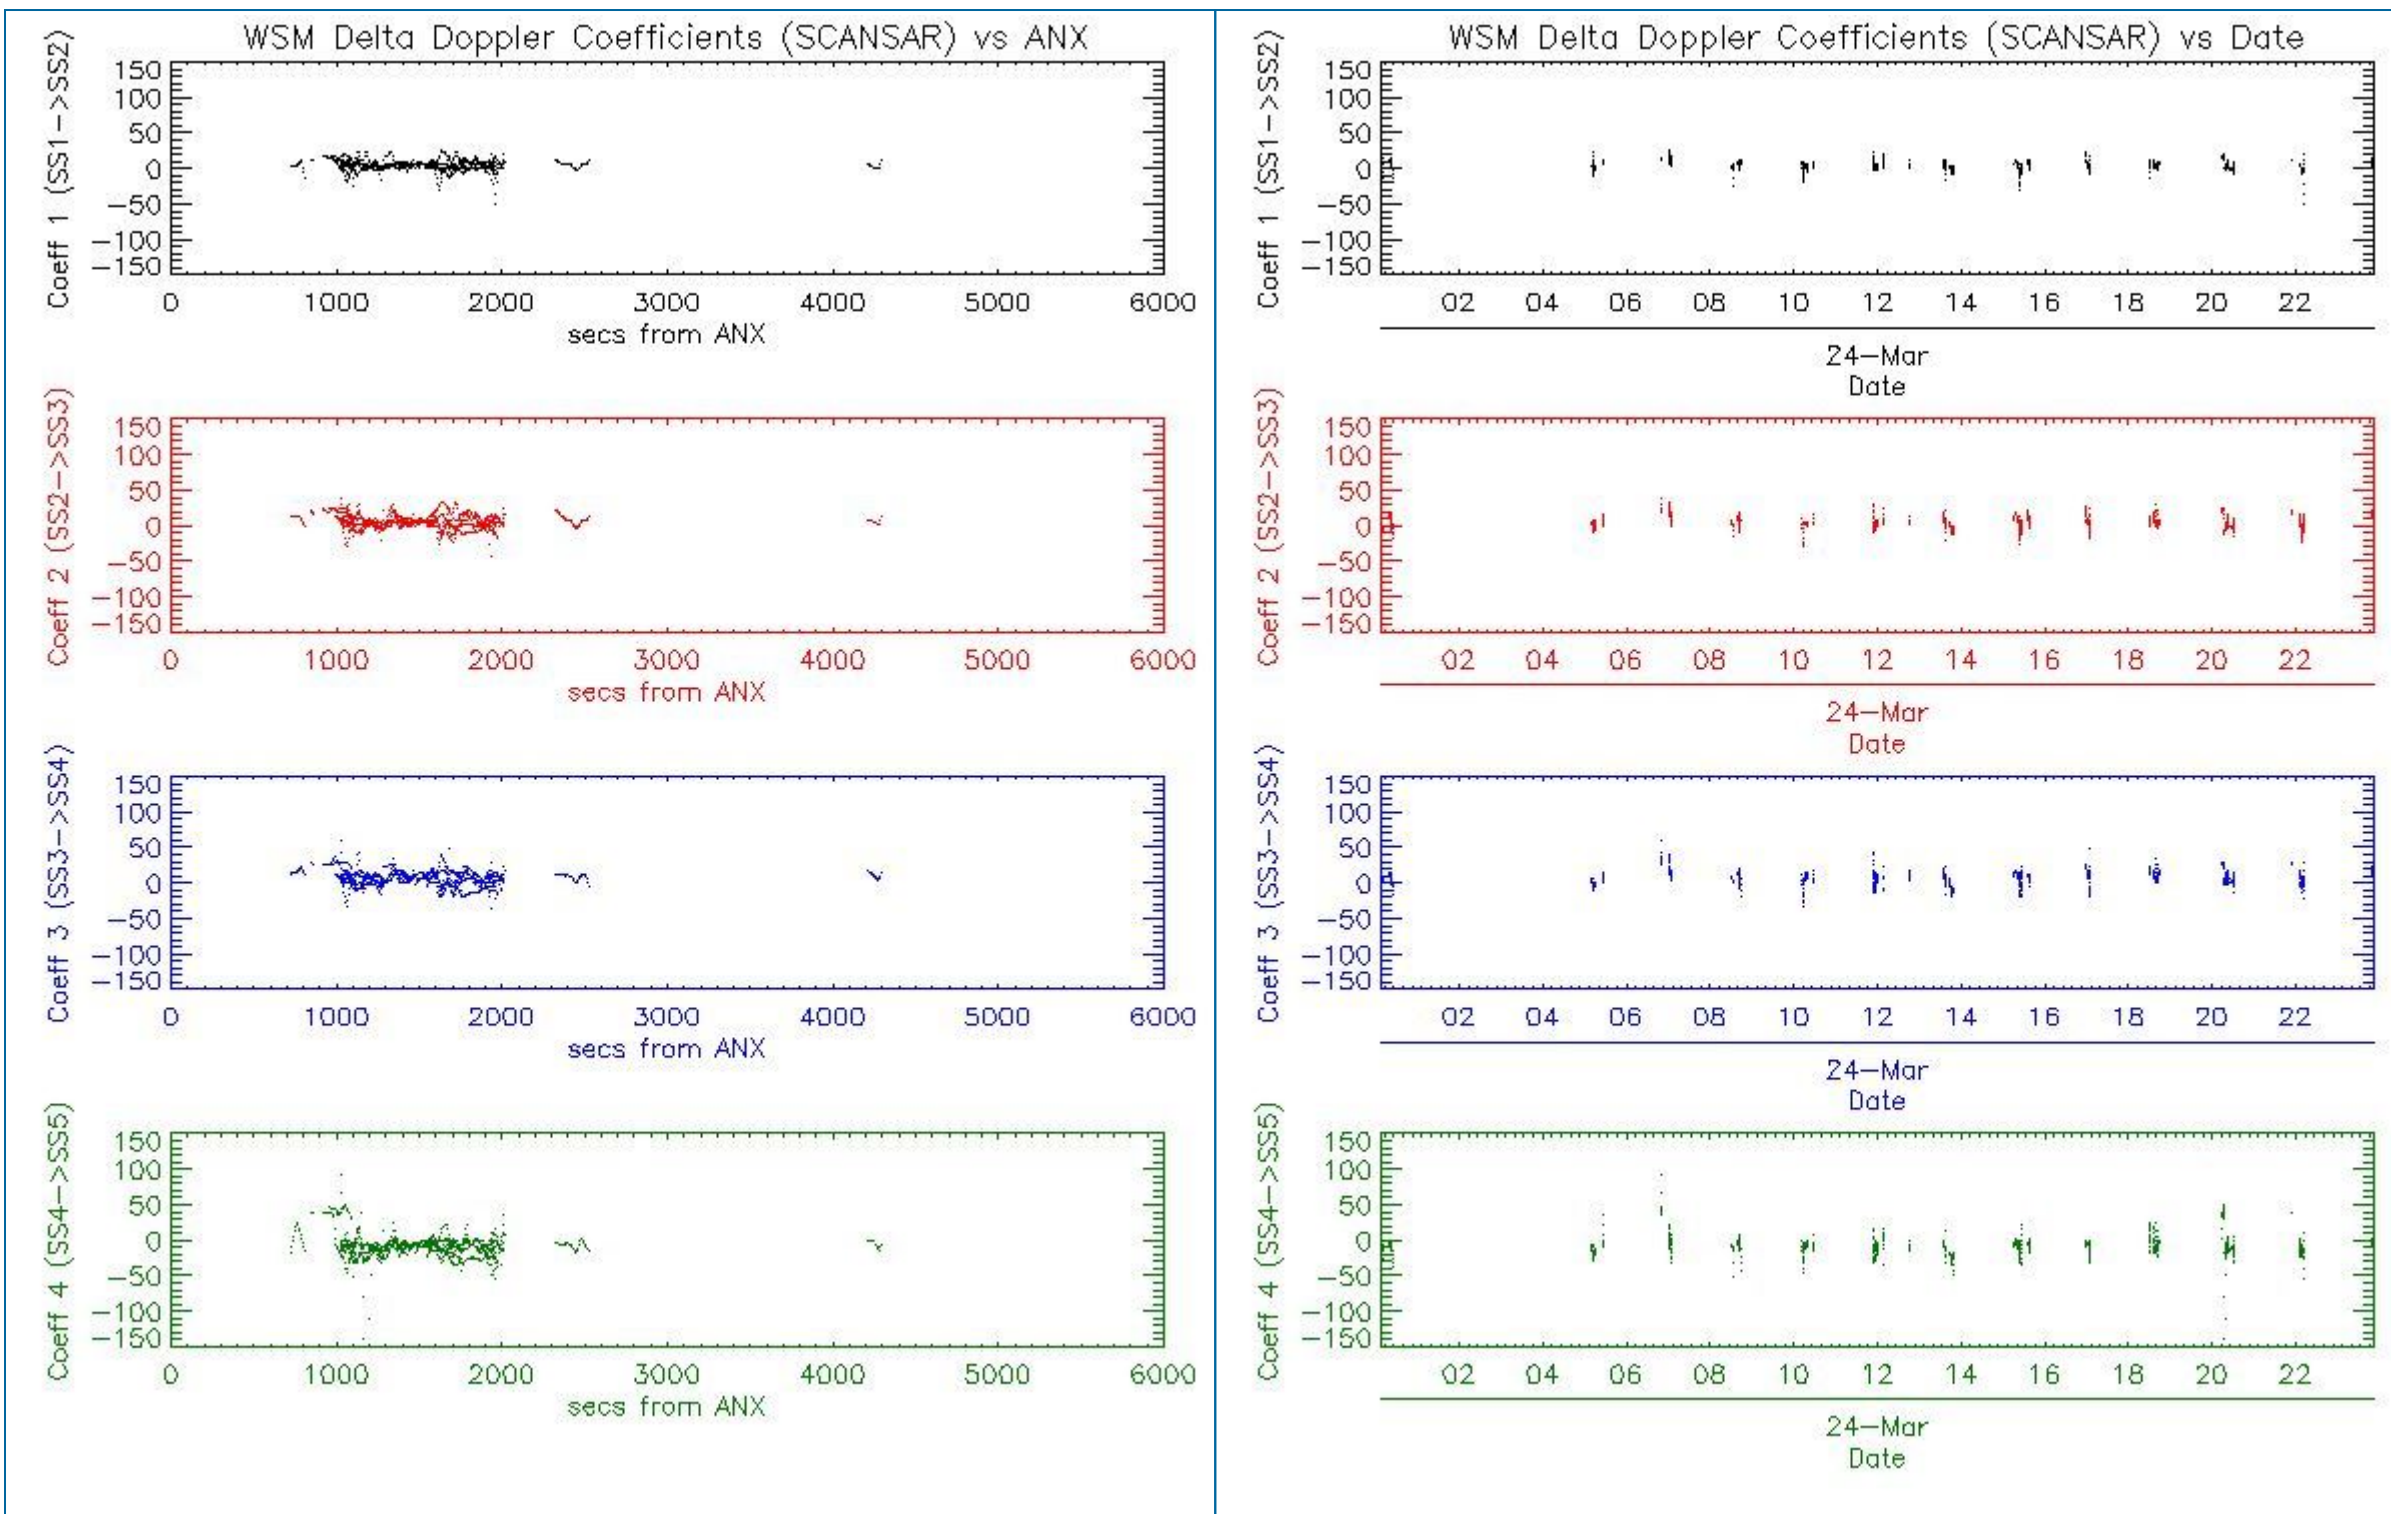 WSM Delta Doppler Coefficients (SCANSAR) vs ANX
Coeff 1 (SS1->SS2)
150
100
50
0
-50
-100
-150
0 1000 2000 3000 4000 5000 6000
secs from ANX
Coeff 2 (SS2->SS3)
150
100
50
0
-50
-100
-150
0 1000 2000 3000 4000 5000 6000
secs from ANX
Coeff 3 (SS3->SS4)
150
100
50
0
-50
-100
-150
0 1000 2000 3000 4000 5000 6000
secs from ANX
Coeff 4 (SS4->SS5)
150
100
50
0
-50
-100
-150
0 1000 2000 3000 4000 5000 6000
secs from ANX
WSM Delta Doppler Coefficients (SCANSAR) vs Date
Coeff 1 (SS1->SS2)
150
100
50
0
-50
-100
-150
02 04 06 08 10 12 14 16 18 20 22
24-Mar
Date
Coeff 2 (SS2->SS3)
150
100
50
0
-50
-100
-150
02 04 06 08 10 12 14 16 18 20 22
24-Mar
Date
Coeff 3 (SS3->SS4)
150
100
50
0
-50
-100
-150
02 04 06 08 10 12 14 16 18 20 22
24-Mar
Date
Coeff 4 (SS4->SS5)
150
100
50
0
-50
-100
-150
02 04 06 08 10 12 14 16 18 20 22
24-Mar
Date